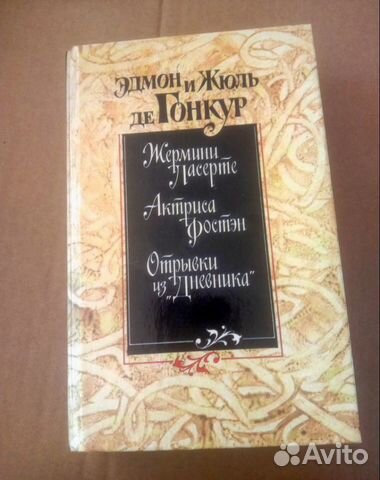 Эдмон и Жюль
де Гонкур
Жермини
Ласерте
Актриса
Фостэн
Отрывки
из „Дневника"
Avito